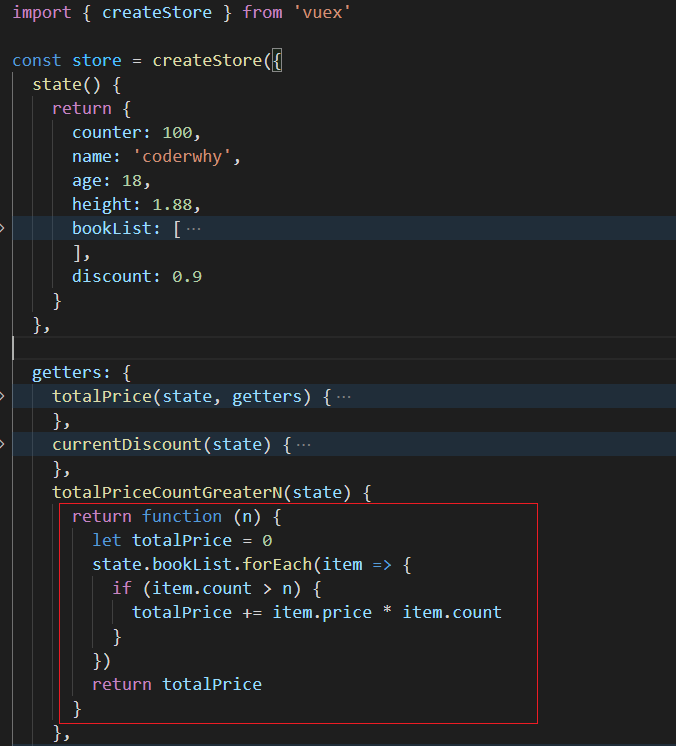 import { createStore } from 'vuex'
const store = createStore({
  state() {
    return {
      counter: 100,
      name: 'coderwhy',
      age: 18,
      height: 1.88,
      bookList: [ ···
      ],
      discount: 0.9
    }
  },
  getters: {
    totalPrice(state, getters) { ···
    },
    currentDiscount(state) { ···
    },
    totalPriceCountGreaterN(state) {
      return function (n) {
        let totalPrice = 0
        state.bookList.forEach(item => {
          if (item.count > n) {
            totalPrice += item.price * item.count
          }
        })
        return totalPrice
      }
    },